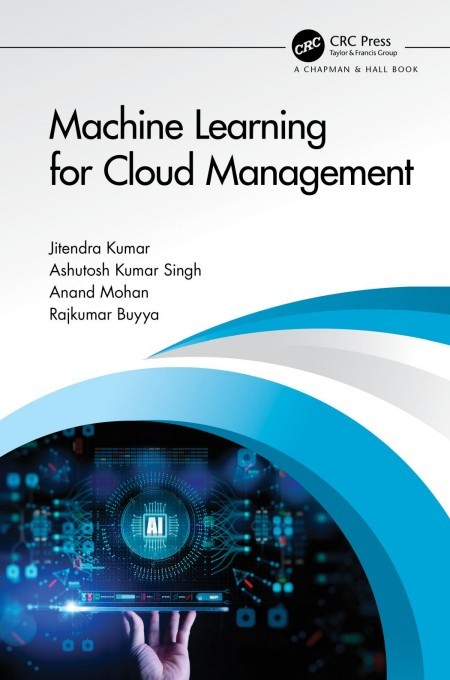 CRC
CRC Press
Taylor & Francis Group
A CHAPMAN & HALL BOOK
Machine Learning
for Cloud Management
Jitendra Kumar
Ashutosh Kumar Singh
Anand Mohan
Rajkumar Buyya
AI